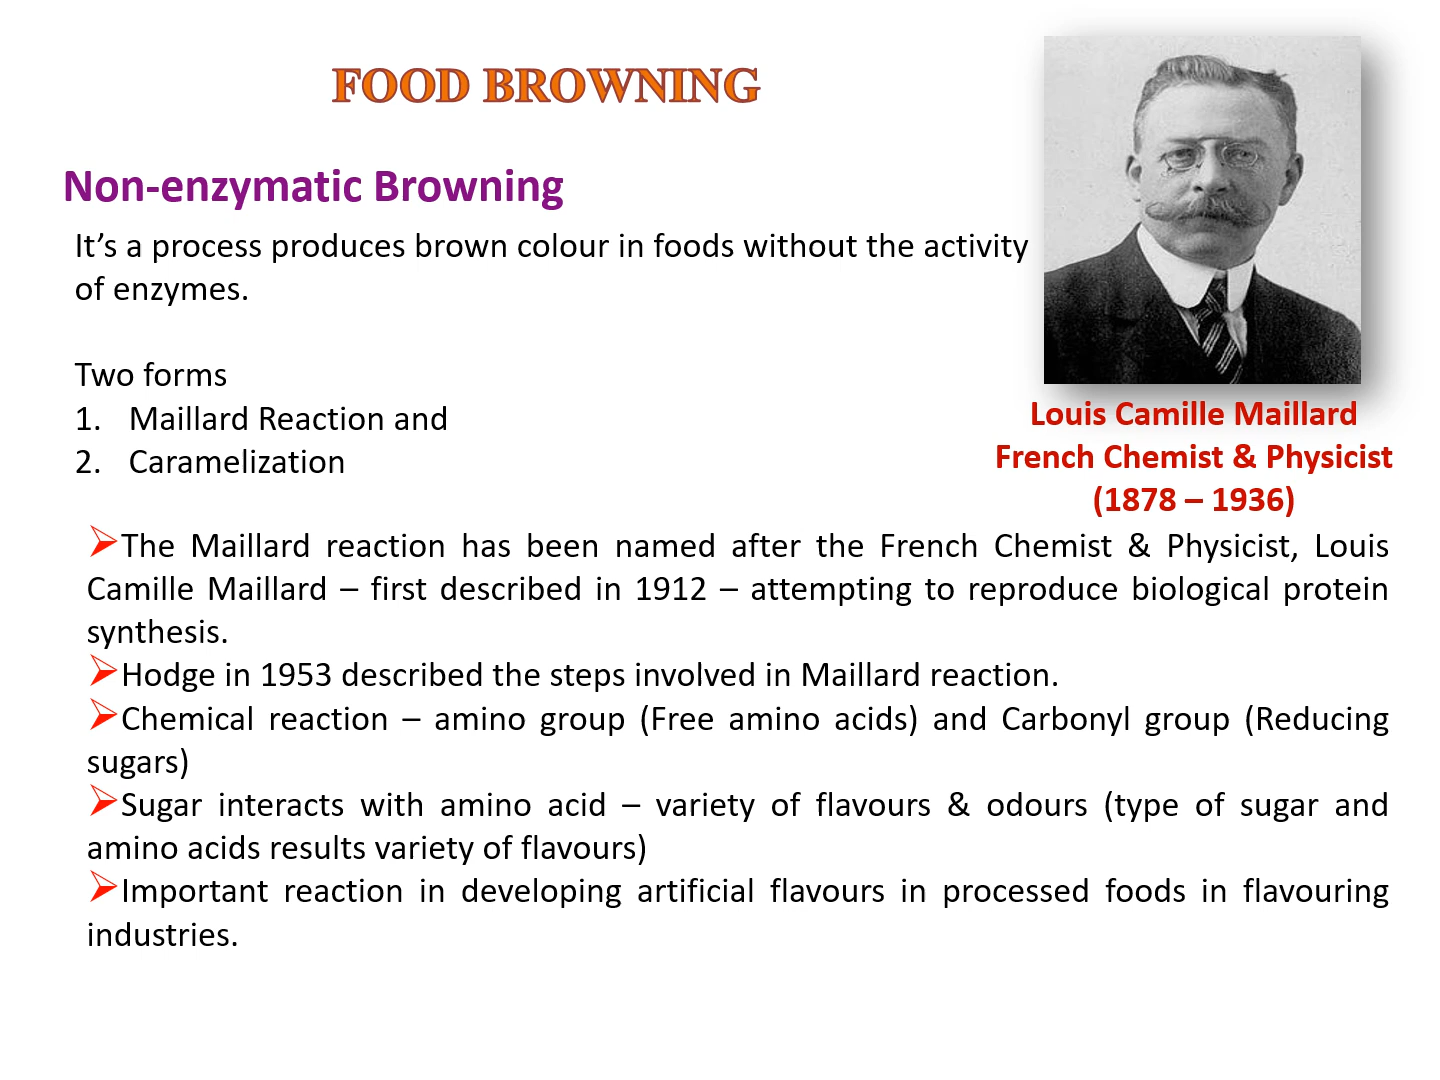 FOOD BROWNING
Non-enzymatic Browning
It’s a process produces brown colour in foods without the activity
of enzymes.
Two forms
1. Maillard Reaction and
2. Caramelization
Louis Camille Maillard
French Chemist & Physicist
(1878 – 1936)
➢The Maillard reaction has been named after the French Chemist & Physicist, Louis
Camille Maillard – first described in 1912 – attempting to reproduce biological protein
synthesis.
➢Hodge in 1953 described the steps involved in Maillard reaction.
➢Chemical reaction – amino group (Free amino acids) and Carbonyl group (Reducing
sugars)
➢Sugar interacts with amino acid – variety of flavours & odours (type of sugar and
amino acids results variety of flavours)
➢Important reaction in developing artificial flavours in processed foods in flavouring
industries.